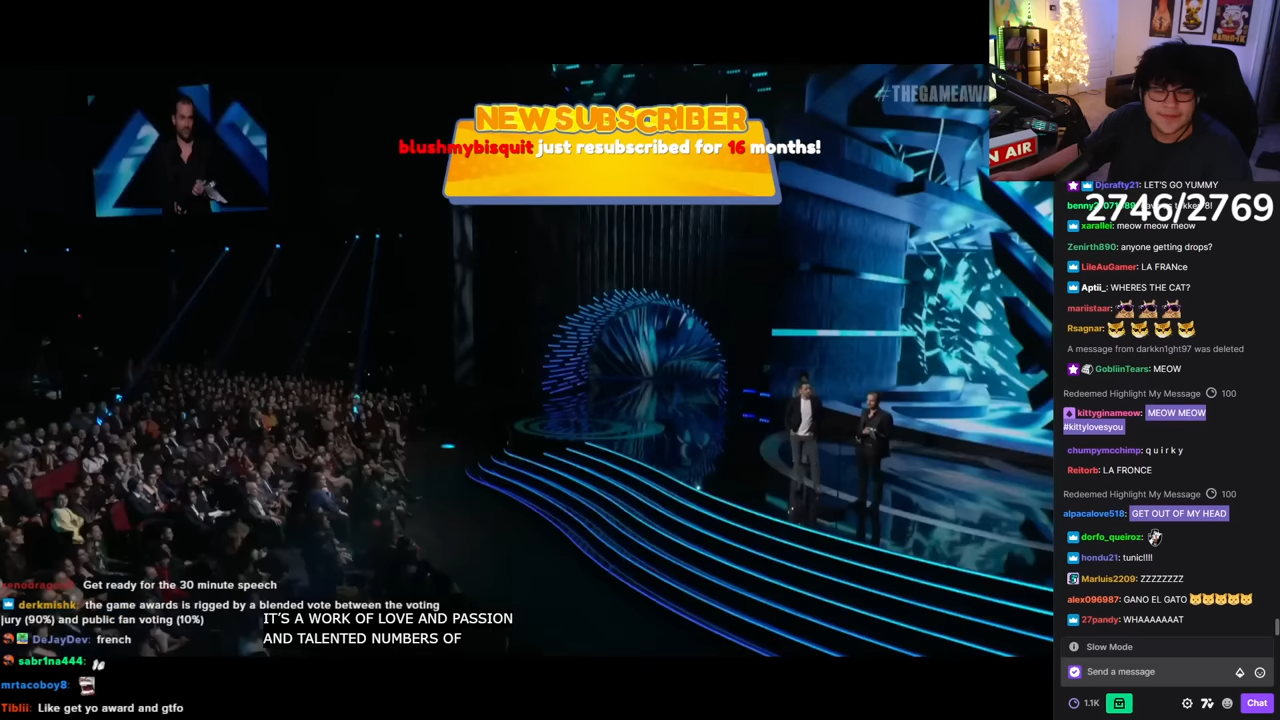 #THEGAMEAWA
NEW SUBSCRIBER
blushmybisquit just resubscribed for 16 months!
N AIR
Djcrafty21: LET'S GO YUMMY
2746/2769
xarallei: meow meow meow
Zenirth890: anyone getting drops?
LileAuGamer: LA FRANce
Aptii_: WHERES THE CAT?
mariistaar:
Rsagnar:
A message from darkkn1ght97 was deleted
GobliinTears: MEOW
Redeemed Highlight My Message 100
kittyginameow: MEOW MEOW
#kittylovesyou
chumpymcchimp: q u i r k y
Reitorb: LA FRONCE
Redeemed Highlight My Message 100
alpacalove518: GET OUT OF MY HEAD
dorfo_queiroz:
hondu21: tunic!!!!
Marluis2209: ZZZZZZZZ
alex096987: GANO EL GATO
27pandy: WHAAAAAAT
Slow Mode
Send a message
1.1K
Chat
Get ready for the 30 minute speech
derkmishk: the game awards is rigged by a blended vote between the voting
jury (90%) and public fan voting (10%)
IT'S A WORK OF LOVE AND PASSION
AND TALENTED NUMBERS OF
DeJayDev: french
sabr1na444:
mrtacoboy8:
Tiblii: Like get yo award and gtfo